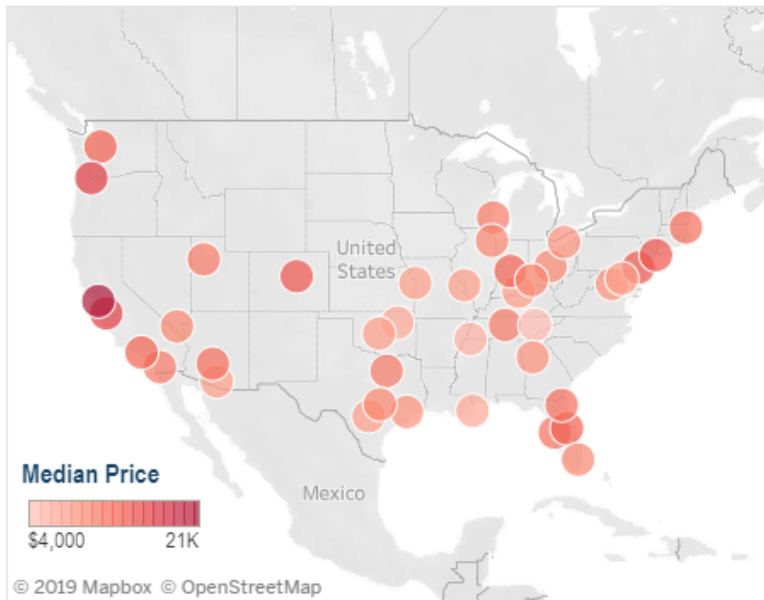 United
States
Median Price
Mexico
$4,000 21K
© 2019 Mapbox © OpenStreetMap